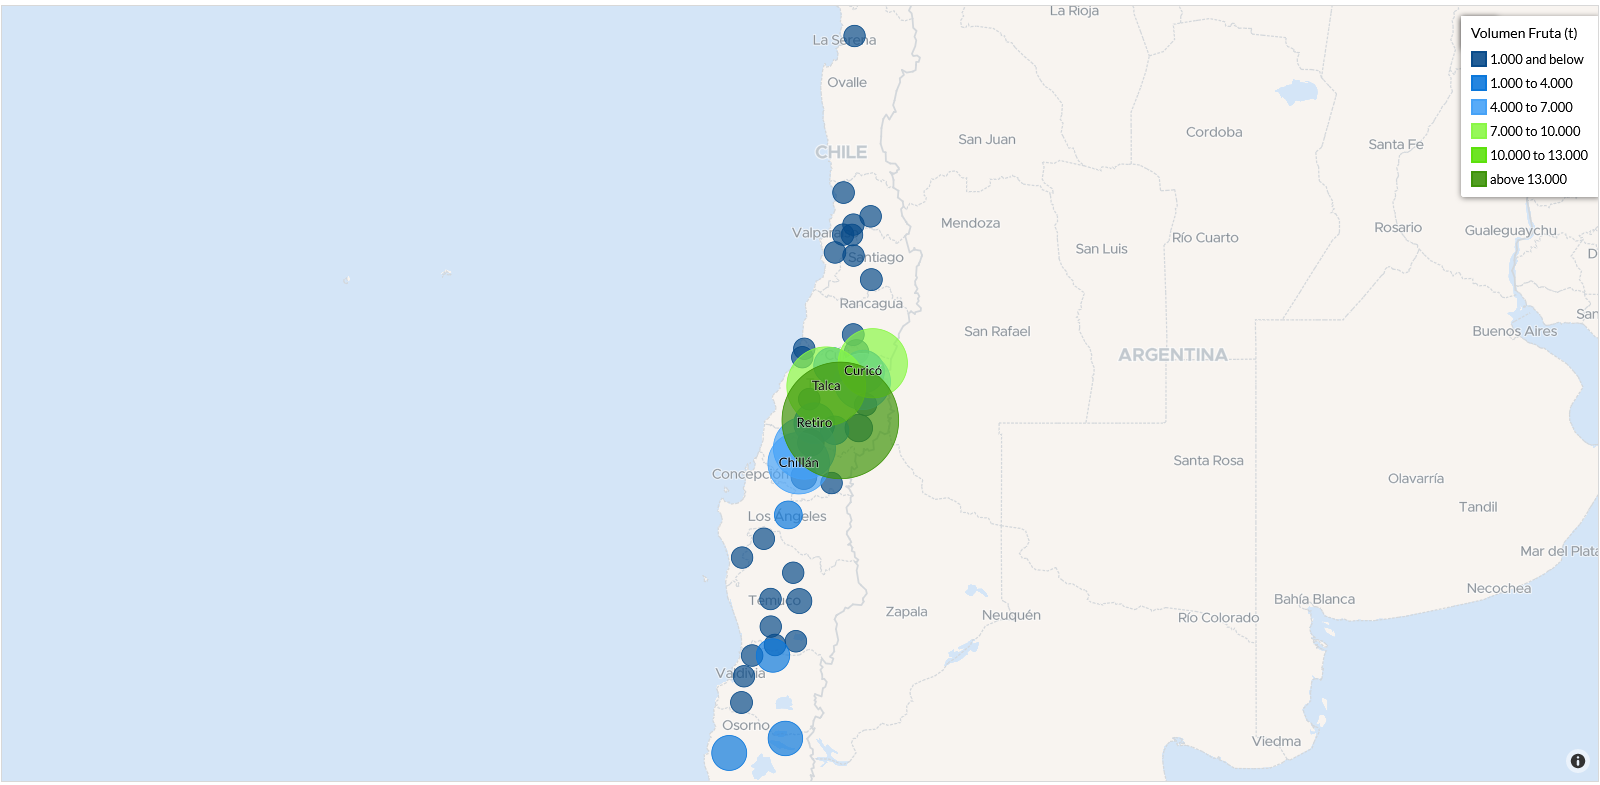 La Rioja
La Serena
Ovalle
CHILE
San Juan
Cordoba
Santa Fe
Volumen Fruta (t)
1.000 and below
1.000 to 4.000
4.000 to 7.000
7.000 to 10.000
10.000 to 13.000
above 13.000
Mendoza
Valpara
San Luis
Río Cuarto
Rosario
Gualeguaychu
Santiago
D
Rancagua
San Rafael
San
Buenos Aires
ARGENTINA
Curicó
Talca
Retiro
Chillán
Concepción
Santa Rosa
Olavarría
Tandil
Los Ángeles
Mar del Plata
Necochea
Temuco
Zapala
Neuquén
Río Colorado
Bahía Blanca
Valdivia
Osorno
Viedma